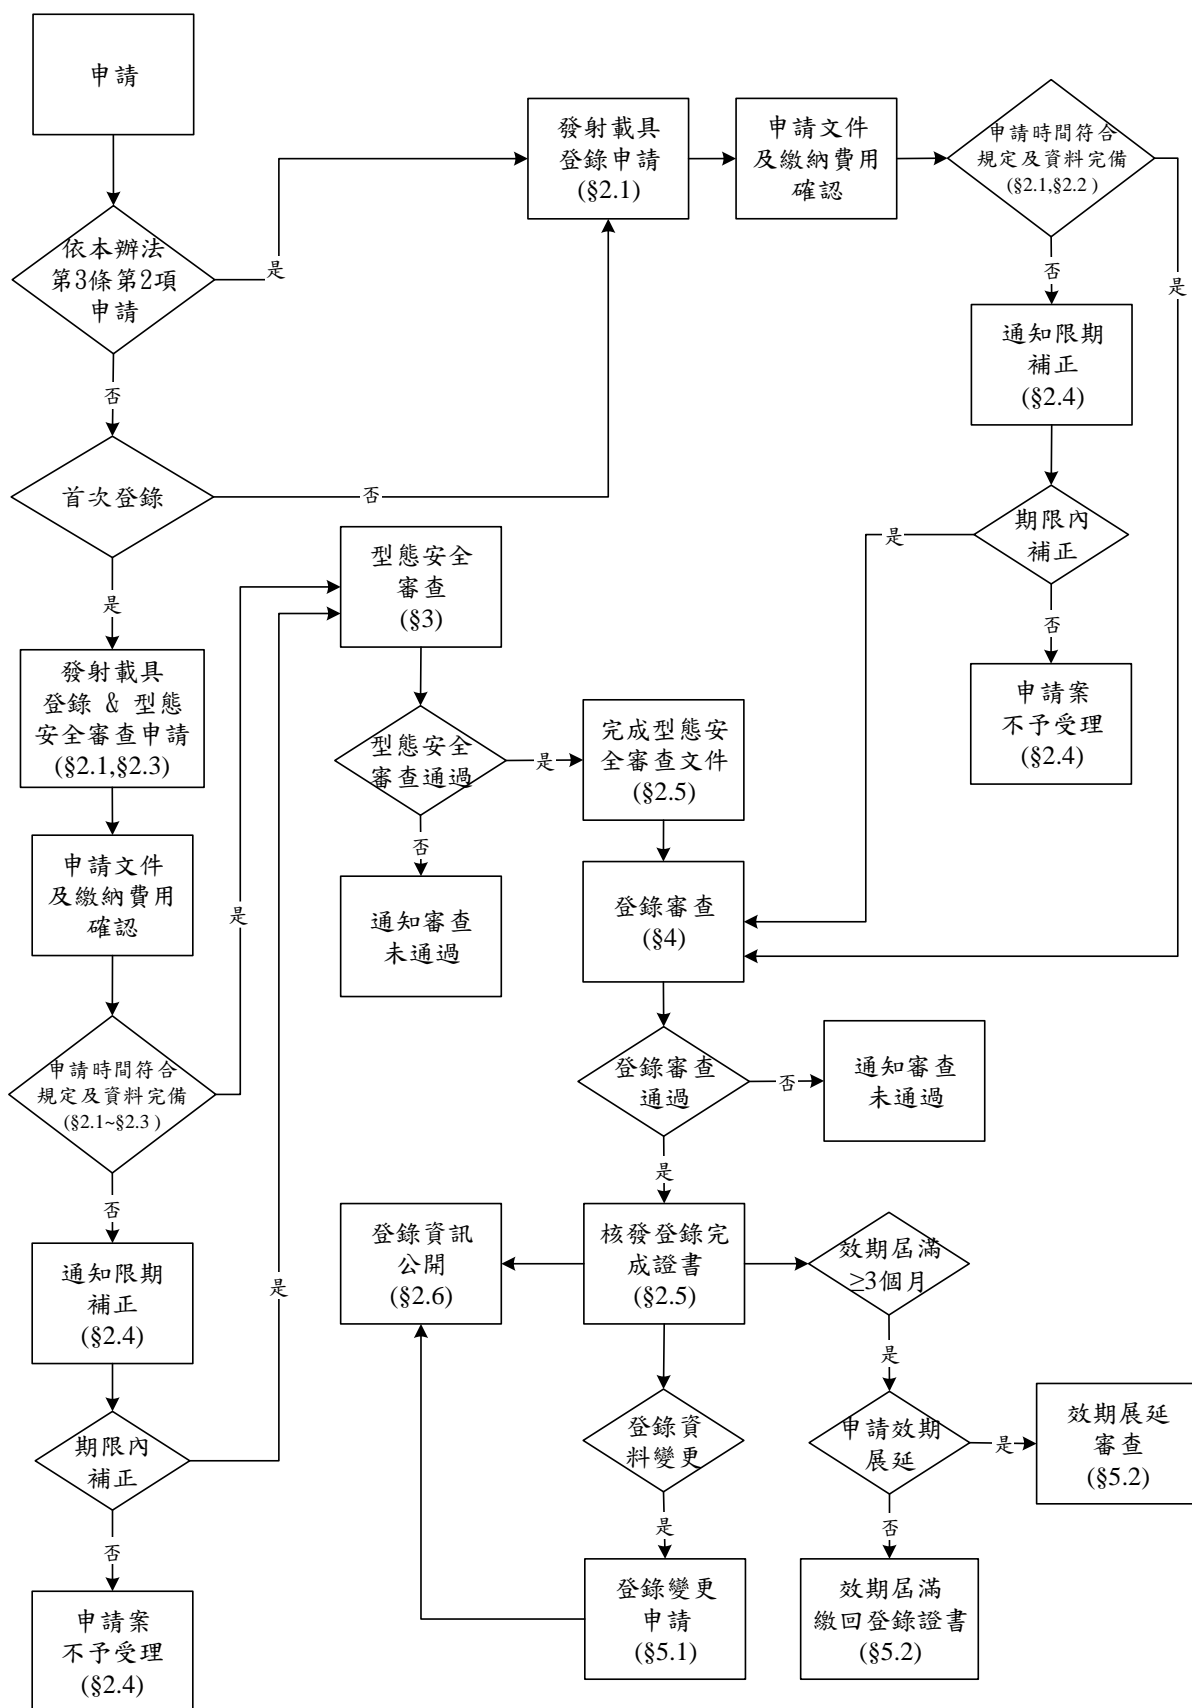 申請
依本辦法
第3條第2項
申請
是
否
首次登錄
否
是
發射載具
登錄申請
(§2.1)
申請文件
及繳納費用
確認
申請時間符合
規定及資料完備
(§2.1,§2.2 )
是
否
通知限期
補正
(§2.4)
期限內
補正
是
否
申請案
不予受理
(§2.4)
發射載具
登錄 & 型態
安全審查申請
(§2.1,§2.3)
申請文件
及繳納費用
確認
申請時間符合
規定及資料完備
(§2.1~§2.3 )
是
否
通知限期
補正
(§2.4)
期限內
補正
是
否
申請案
不予受理
(§2.4)
型態安全
審查
(§3)
型態安全
審查通過
是
否
通知審查
未通過
完成型態安
全審查文件
(§2.5)
登錄審查
(§4)
登錄審查
通過
否
通知審查
未通過
是
核發登錄完
成證書
(§2.5)
登錄資訊
公開
(§2.6)
登錄資
料變更
是
登錄變更
申請
(§5.1)
效期屆滿
≥3個月
是
申請效期
展延
是
效期展延
審查
(§5.2)
否
效期屆滿
繳回登錄證書
(§5.2)